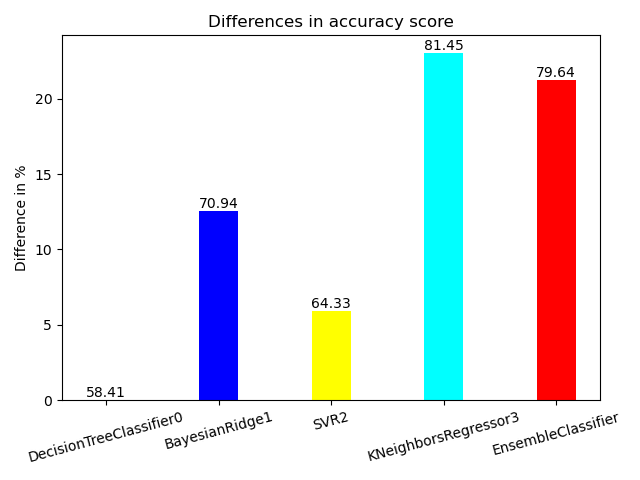 Differences in accuracy score
Difference in %
20
15
10
5
0
58.41
70.94
64.33
81.45
79.64
DecisionTreeClassifier0
BayesianRidge1
SVR2
KNeighborsRegressor3
EnsembleClassifier